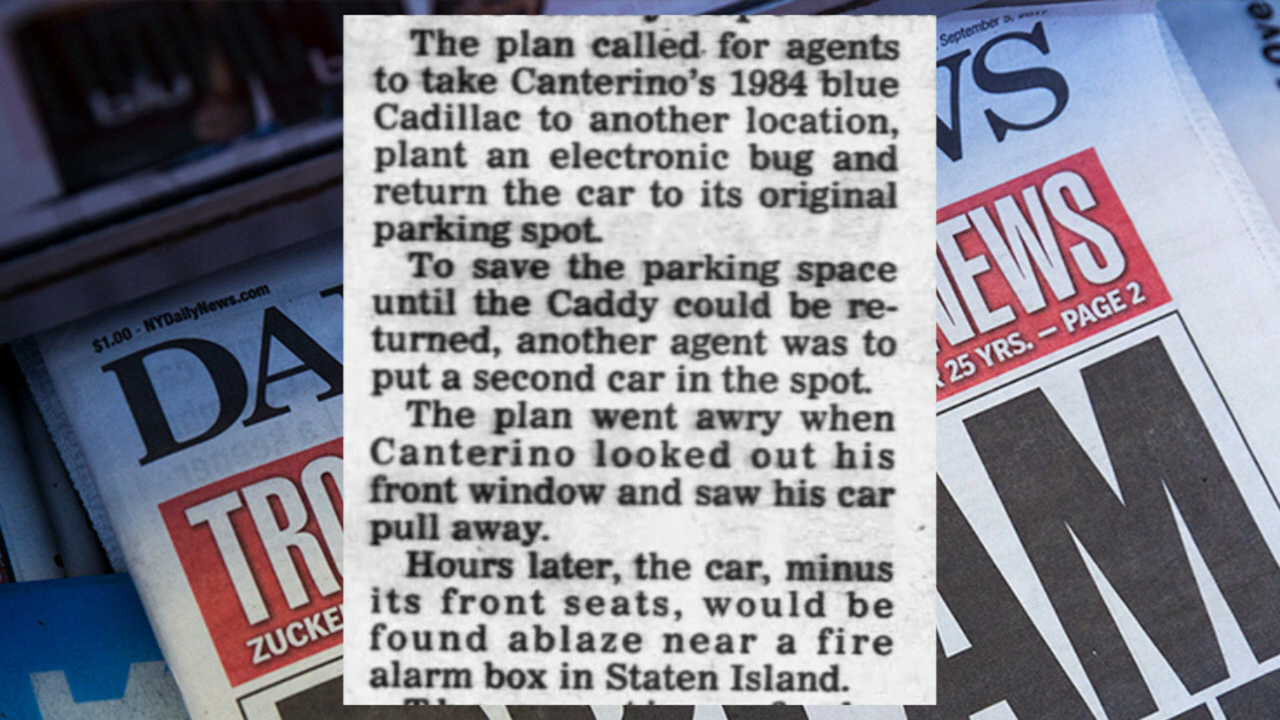 The plan called for agents
to take Canterino's 1984 blue
Cadillac to another location,
plant an electronic bug and
return the car to its original
parking spot.
To save the parking space
until the Caddy could be re-
turned, another agent was to
put a second car in the spot.
The plan went awry when
Canterino looked out his
front window and saw his car
pull away.
Hours later, the car, minus
its front seats, would be
found ablaze near a fire
alarm box in Staten Island.
$1.00 - NYDailyNews.com
DA
TRO
ZUCKE
September 5, 2017
WS
NEWS
25 YRS. — PAGE 2
AM